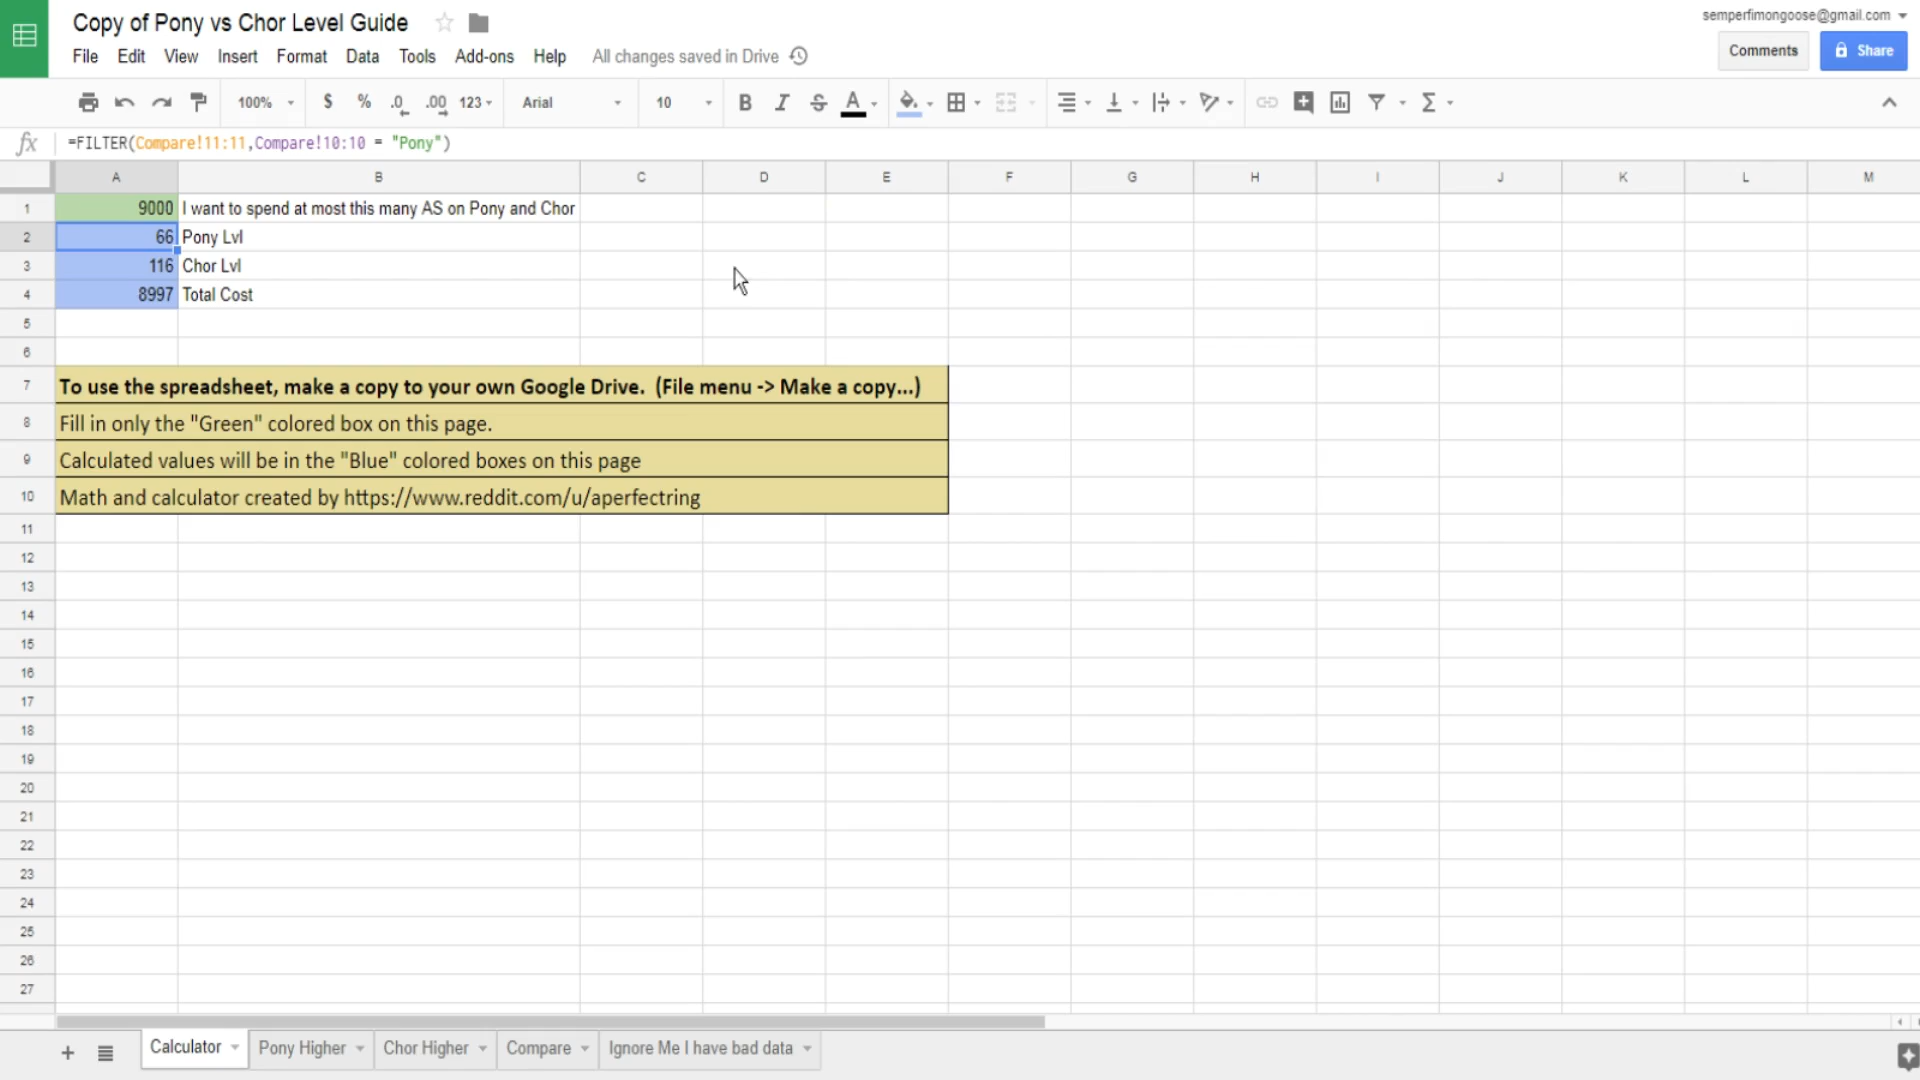 Copy of Pony vs Chor Level Guide
semperfimongoose@gmail.com
File Edit View Insert Format Data Tools Add-ons Help All changes saved in Drive
Comments
Share
100% $ % .0 .00 123 Arial 10 B I S A Σ
fx =FILTER(Compare!11:11,Compare!10:10 = "Pony")
A B C D E F G H I J K L M
1 9000 I want to spend at most this many AS on Pony and Chor
2 66 Pony Lvl
3 116 Chor Lvl
4 8997 Total Cost
5
6
7 To use the spreadsheet, make a copy to your own Google Drive. (File menu -> Make a copy...)
8 Fill in only the "Green" colored box on this page.
9 Calculated values will be in the "Blue" colored boxes on this page
10 Math and calculator created by https://www.reddit.com/u/aperfectring
11
12
13
14
15
16
17
18
19
20
21
22
23
24
25
26
27
+ Calculator Pony Higher Chor Higher Compare Ignore Me I have bad data